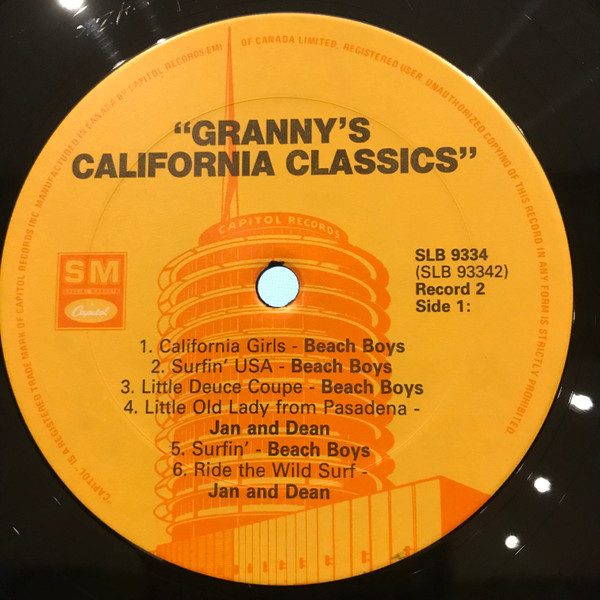 "GRANNY'S
CALIFORNIA CLASSICS"
CAPITOL RECORDS
SM
Capitol
SLB 9334
(SLB 93342)
Record 2
Side 1:
1. California Girls - Beach Boys
2. Surfin' USA - Beach Boys
3. Little Deuce Coupe - Beach Boys
4. Little Old Lady from Pasadena -
Jan and Dean
5. Surfin' - Beach Boys
6. Ride the Wild Surf -
Jan and Dean
"CAPITOL" IS A REGISTERED TRADE MARK OF CAPITOL RECORDS INC. MANUFACTURED IN CANADA BY CAPITOL RECORDS-EMI OF CANADA LIMITED, REGISTERED USER. UNAUTHORIZED COPYING OF THIS RECORD IN ANY FORM IS STRICTLY PROHIBITED.